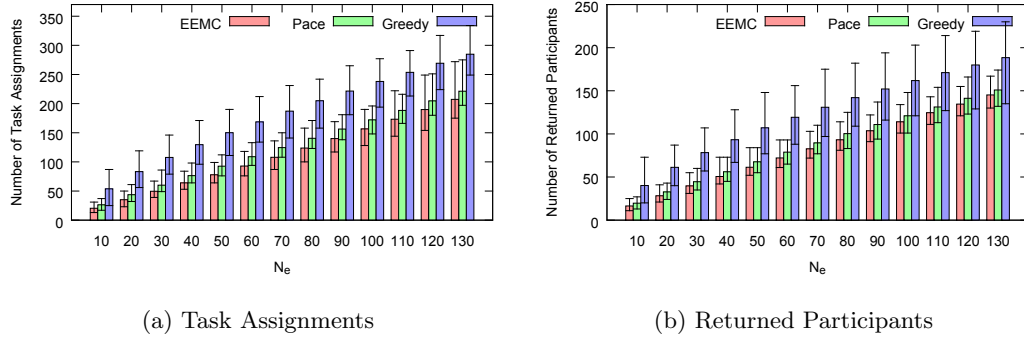 Number of Task Assignments
350
300
250
200
150
100
50
0
EEMC
Pace
Greedy
10 20 30 40 50 60 70 80 90 100 110 120 130
Ne
(a) Task Assignments
Number of Returned Participants
250
200
150
100
50
0
EEMC
Pace
Greedy
10 20 30 40 50 60 70 80 90 100 110 120 130
Ne
(b) Returned Participants